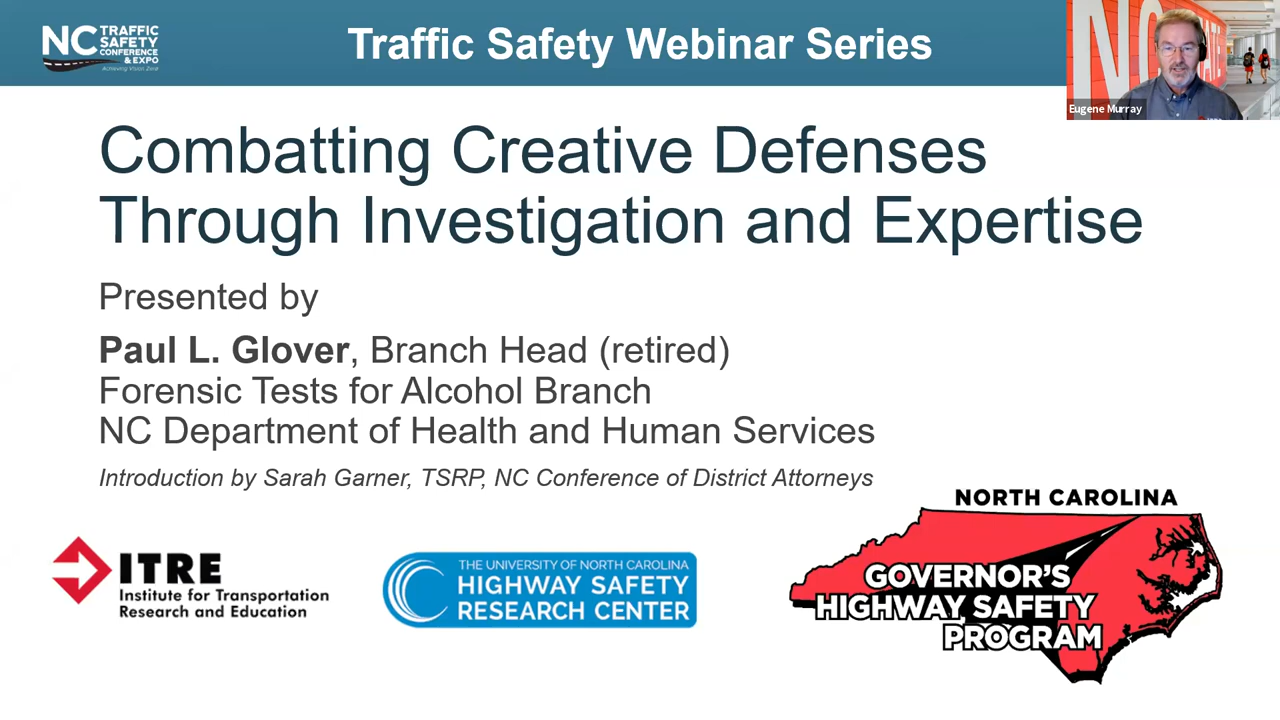 NC TRAFFIC
SAFETY
CONFERENCE
& EXPO
Achieving Vision Zero
Traffic Safety Webinar Series
NC STATE
Eugene Murray
Combatting Creative Defenses
Through Investigation and Expertise
Presented by
Paul L. Glover, Branch Head (retired)
Forensic Tests for Alcohol Branch
NC Department of Health and Human Services
Introduction by Sarah Garner, TSRP, NC Conference of District Attorneys
ITRE
Institute for Transportation
Research and Education
THE UNIVERSITY OF NORTH CAROLINA
HIGHWAY SAFETY
RESEARCH CENTER
NORTH CAROLINA
GOVERNOR'S
HIGHWAY SAFETY
PROGRAM